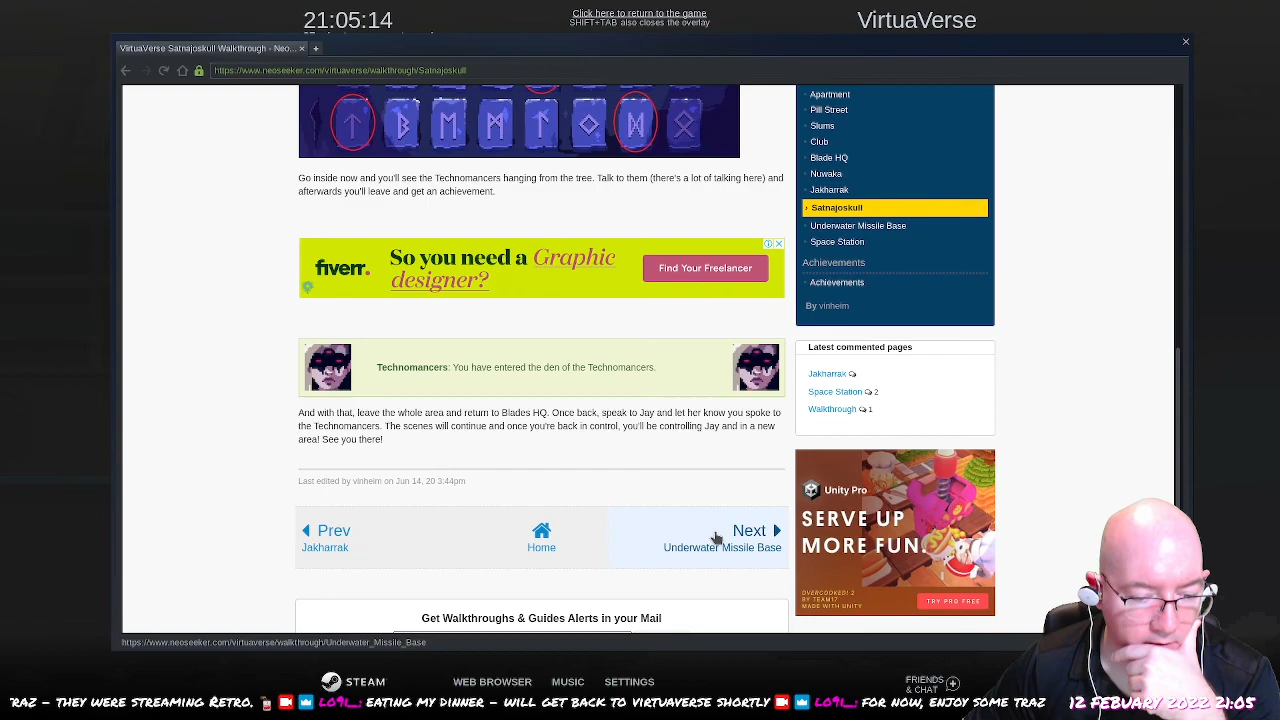 21:05:14
Click here to return to the game
SHIFT+TAB also closes the overlay
VirtuaVerse
VirtuaVerse Satnajoskull Walkthrough - Neo...
https://www.neoseeker.com/virtuaverse/walkthrough/Satnajoskull
Go inside now and you'll see the Technomancers hanging from the tree. Talk to them (there's a lot of talking here) and
afterwards you'll leave and get an achievement.
fiverr.
So you need a Graphic
designer?
Find Your Freelancer
Technomancers: You have entered the den of the Technomancers.
And with that, leave the whole area and return to Blades HQ. Once back, speak to Jay and let her know you spoke to
the Technomancers. The scenes will continue and once you're back in control, you'll be controlling Jay and in a new
area! See you there!
Last edited by vinheim on Jun 14, 20 3:44pm
Prev
Jakharrak
Home
Next
Underwater Missile Base
Get Walkthroughs & Guides Alerts in your Mail
Apartment
Pill Street
Slums
Club
Blade HQ
Nuwaka
Jakharrak
› Satnajoskull
Underwater Missile Base
Space Station
Achievements
Achievements
By vinheim
Latest commented pages
Jakharrak
Space Station 2
Walkthrough 1
Unity Pro
SERVE UP
MORE FUN.
OVERCOOKED! 2
BY TEAM17
MADE WITH UNITY
TRY PRO FREE
https://www.neoseeker.com/virtuaverse/walkthrough/Underwater_Missile_Base
STEAM
WEB BROWSER
MUSIC
SETTINGS
FRIENDS
& CHAT
TRAZ - THEY WERE STREAMING RETRO.
EATING MYSELF, WILL GET BACK TO VIRTUAVERSE SHORTLY
FOR NOW, ENJOY SOME TRAZ
12 FEBUARY 2022 21:05